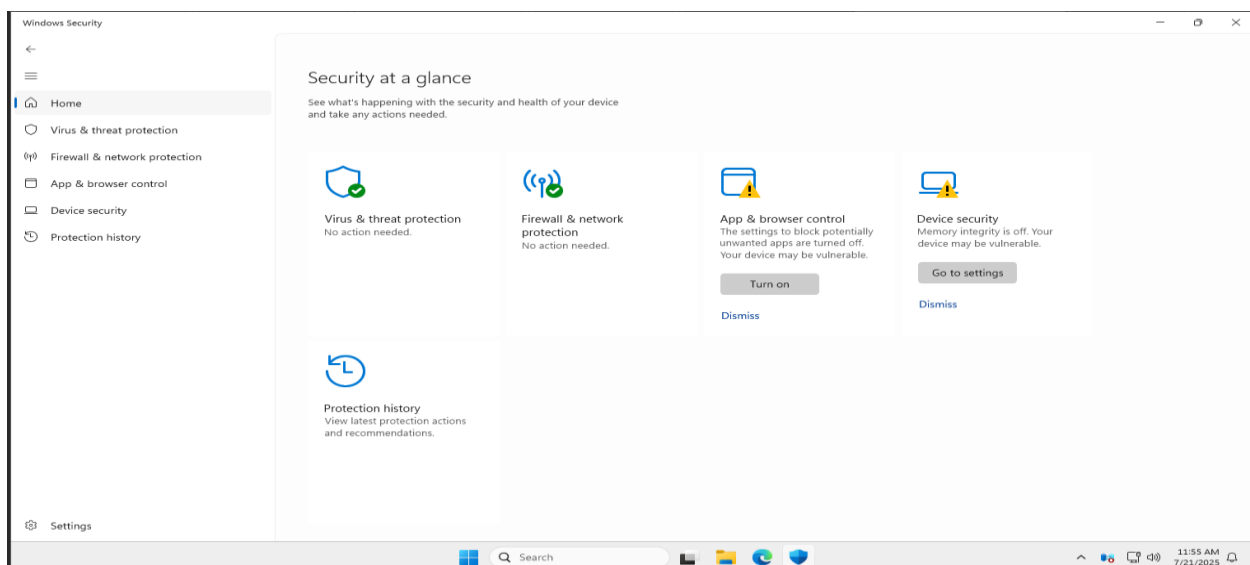 Windows Security
Home
Virus & threat protection
Firewall & network protection
App & browser control
Device security
Protection history
Settings
Security at a glance
See what's happening with the security and health of your device
and take any actions needed.
Virus & threat protection
No action needed.
Firewall & network
protection
No action needed.
App & browser control
The settings to block potentially
unwanted apps are turned off.
Your device may be vulnerable.
Turn on
Dismiss
Device security
Memory integrity is off. Your
device may be vulnerable.
Go to settings
Dismiss
Protection history
View latest protection actions
and recommendations.
Search
11:55 AM
7/21/2025